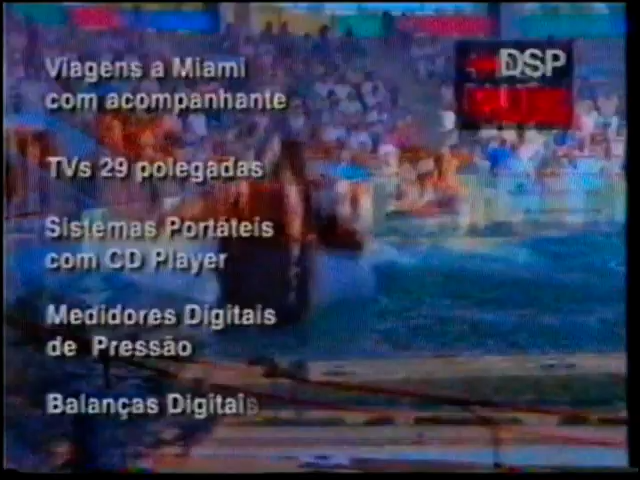 Viagens a Miami
com acompanhante
DSP
TVs 29 polegadas
Sistemas Portáteis
com CD Player
Medidores Digitais
de Pressão
Balanças Digitais